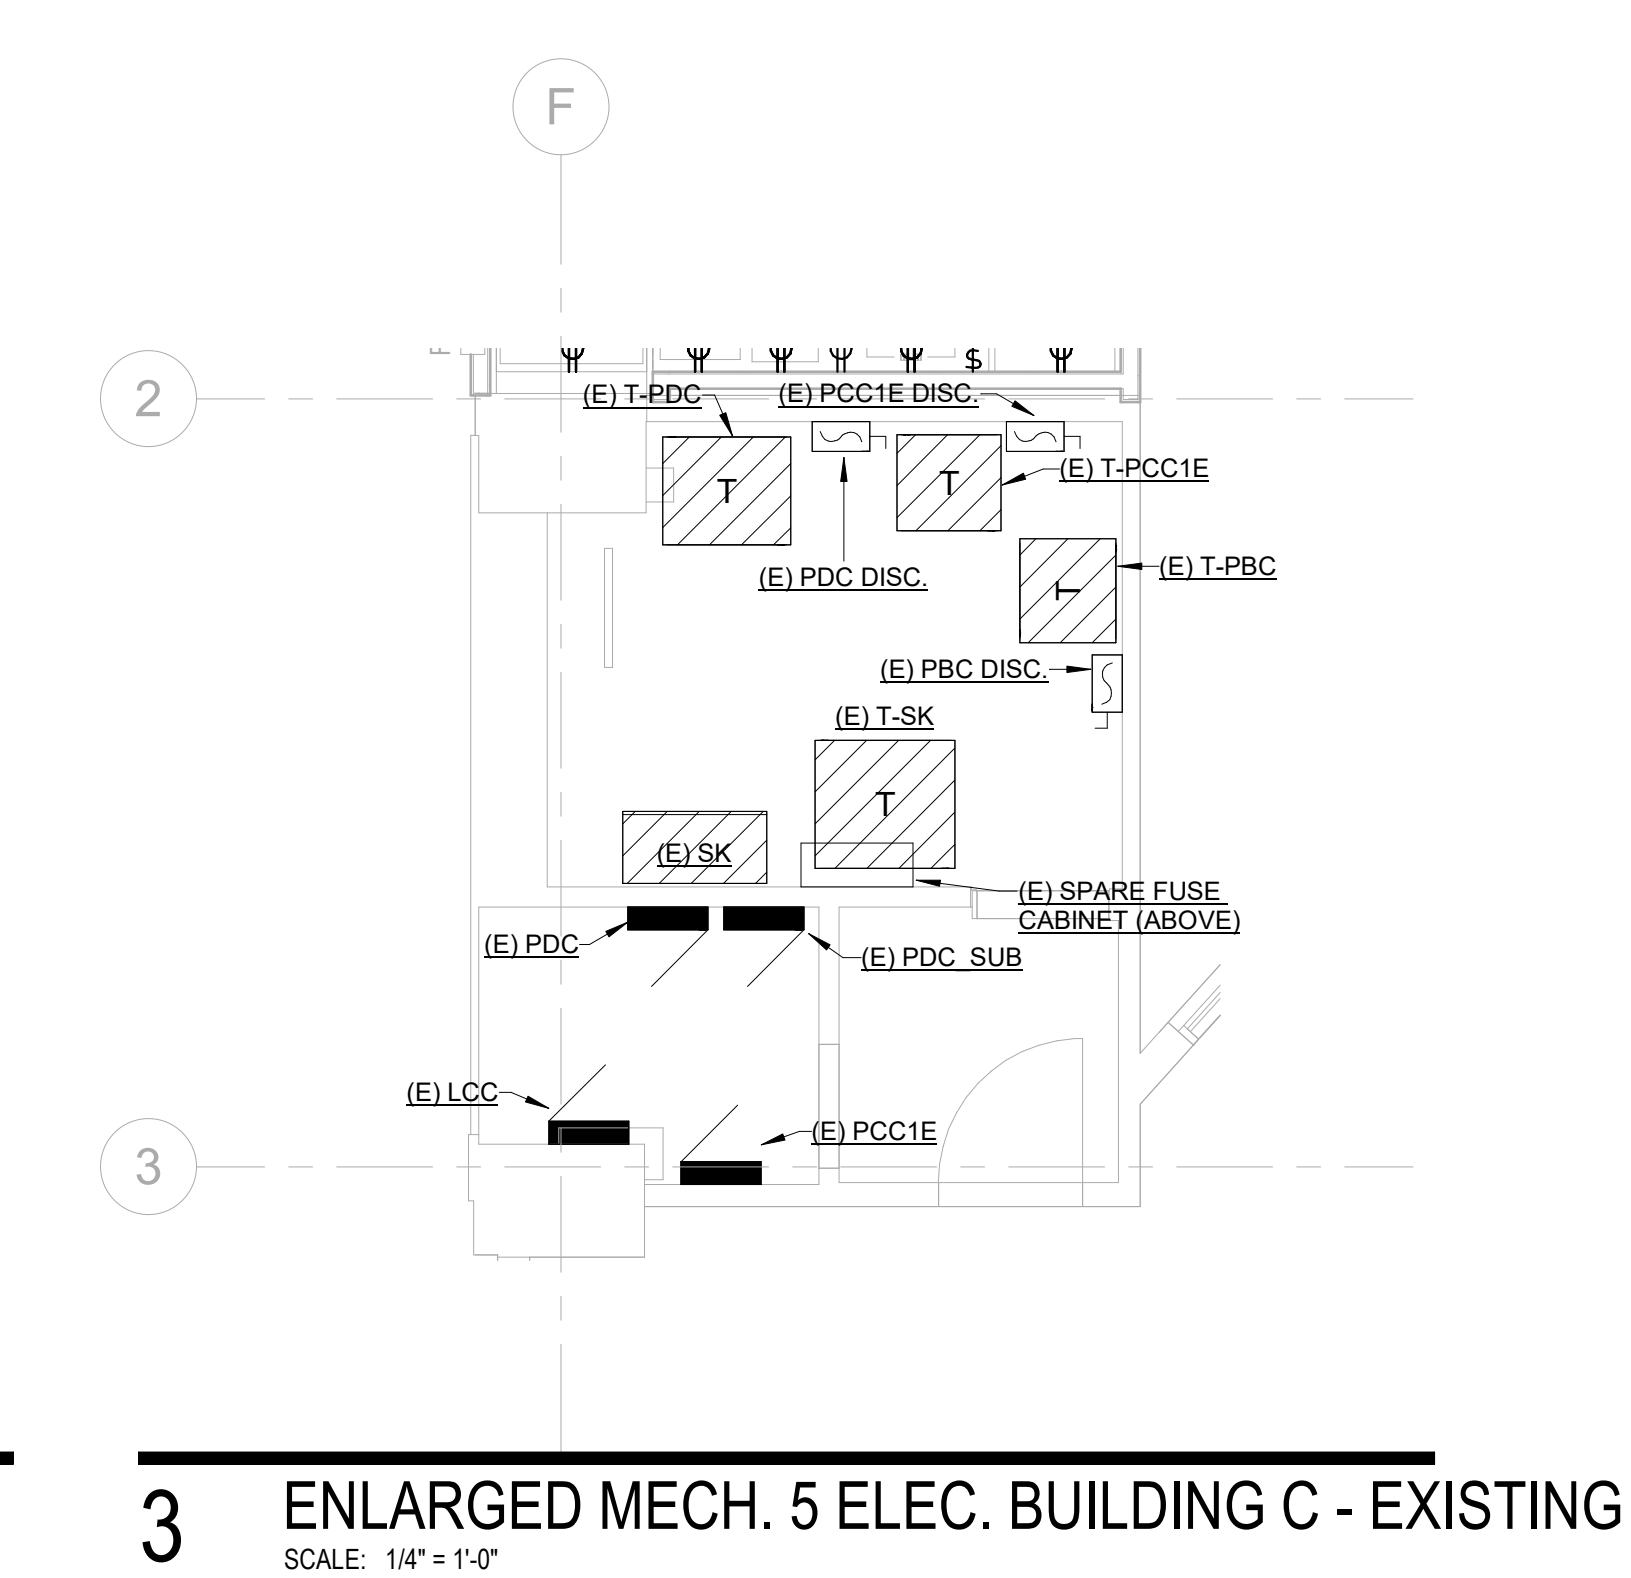 F
2
$
(E) T-PDC
(E) PCC1E DISC.
T
T
(E) T-PCC1E
(E) PDC DISC.
T
(E) T-PBC
(E) PBC DISC.
(E) T-SK
T
(E) SK
(E) SPARE FUSE
CABINET (ABOVE)
(E) PDC
(E) PDC_SUB
(E) LCC
(E) PCC1E
3
3 ENLARGED MECH. 5 ELEC. BUILDING C - EXISTING
SCALE: 1/4" = 1'-0"